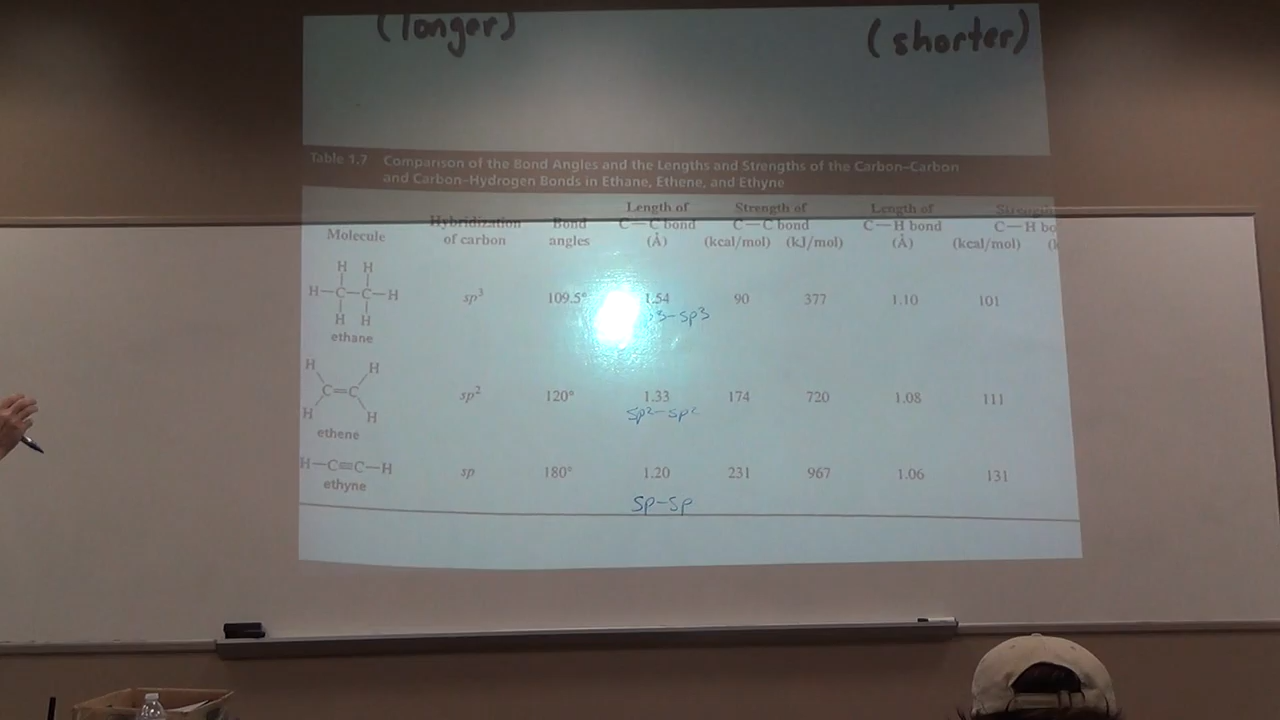 (longer)
(shorter)
Table 1.7 Comparison of the Bond Angles and the Lengths and Strengths of the Carbon–Carbon
and Carbon–Hydrogen Bonds in Ethane, Ethene, and Ethyne
Molecule Hybridization of carbon Bond angles Length of C—C bond (Å) Strength of C—C bond (kcal/mol) (kJ/mol) Length of C—H bond (Å) Strength C—H (kcal/mol)
H H
H—C—C—H 
H H
ethane
sp³ 109.5° 1.54 90 377 1.10 101
sp3
H H
C=C
H H
ethene
sp² 120° 1.33 174 720 1.08 111
sp²–sp²
H—C≡C—H
ethyne
sp 180° 1.20 231 967 1.06 131
sp–sp